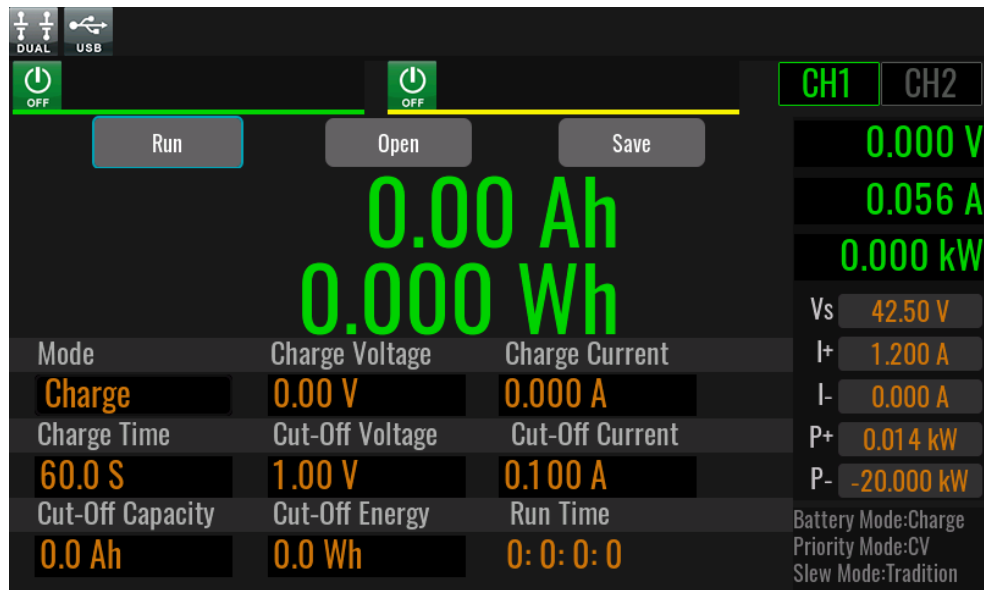 DUAL USB
OFF OFF CH1 CH2
Run Open Save
0.000 V
0.00 Ah
0.056 A
0.000 Wh
0.000 kW
Vs 42.50 V
Mode Charge Voltage Charge Current
I+ 1.200 A
Charge 0.00 V 0.000 A
I- 0.000 A
Charge Time Cut-Off Voltage Cut-Off Current
P+ 0.014 kW
60.0 S 1.00 V 0.100 A
P- -20.000 kW
Cut-Off Capacity Cut-Off Energy Run Time
Battery Mode:Charge
0.0 Ah 0.0 Wh 0: 0: 0: 0
Priority Mode:CV
Slew Mode:Tradition